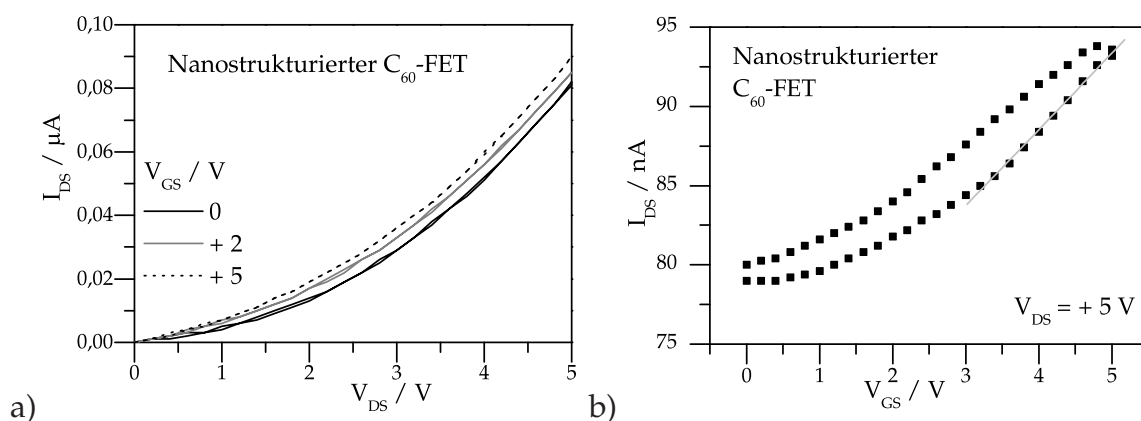 0,10
0,08
0,06
0,04
0,02
0,00
I_DS / µA
Nanostrukturierter C₆₀-FET
V_GS / V
0
+ 2
+ 5
0 1 2 3 4 5
V_DS / V
a)
95
90
85
80
75
I_DS / nA
Nanostrukturierter
C₆₀-FET
V_DS = + 5 V
0 1 2 3 4 5
V_GS / V
b)